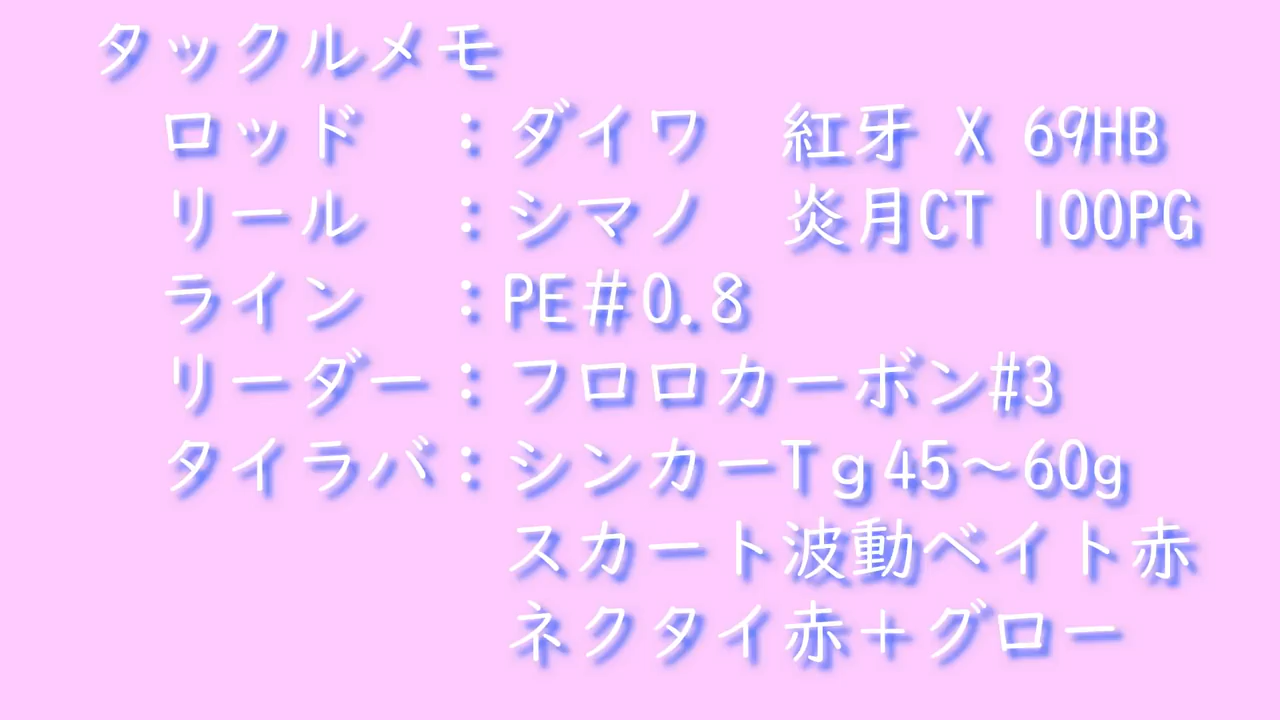 タックルメモ
ロッド　：ダイワ　紅牙 X 69HB
リール　：シマノ　炎月CT 100PG
ライン　：PE＃0.8
リーダー：フロロカーボン#3
タイラバ：シンカーTｇ45～60g
スカート波動ベイト赤
ネクタイ赤＋グロー